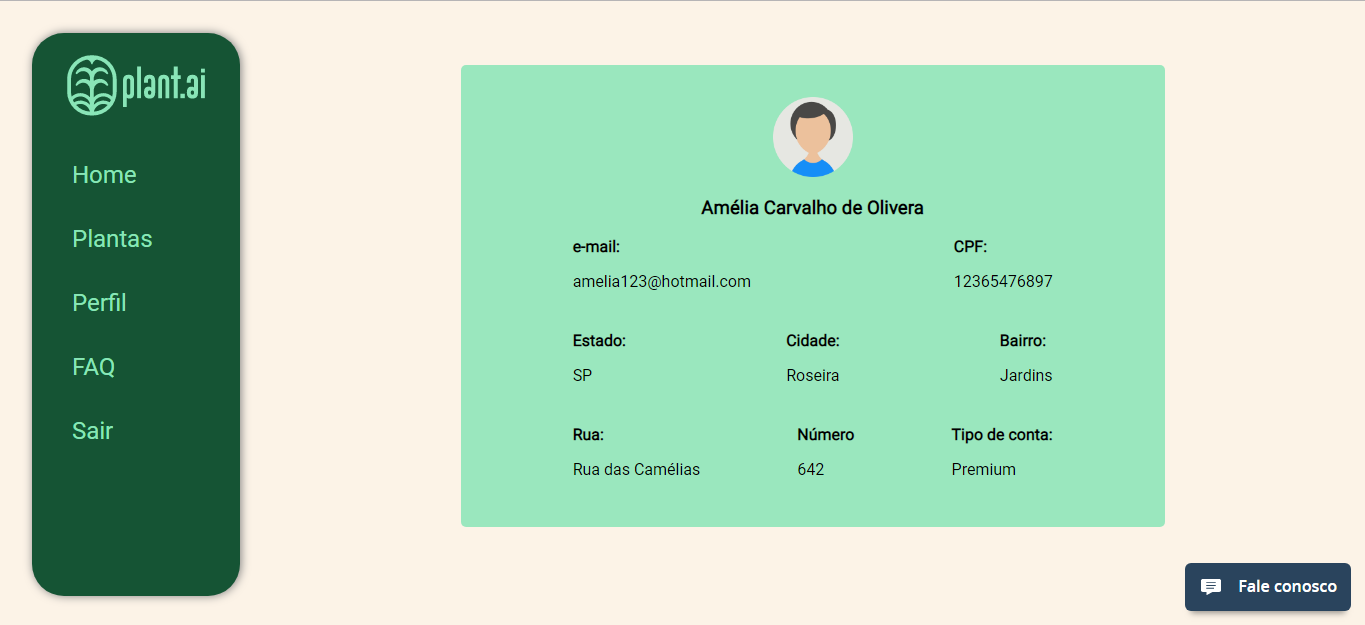 plant.ai
Home
Plantas
Perfil
FAQ
Sair
Amélia Carvalho de Olivera
e-mail: CPF:
amelia123@hotmail.com 12365476897
Estado: Cidade: Bairro:
SP Roseira Jardins
Rua: Número Tipo de conta:
Rua das Camélias 642 Premium
Fale conosco